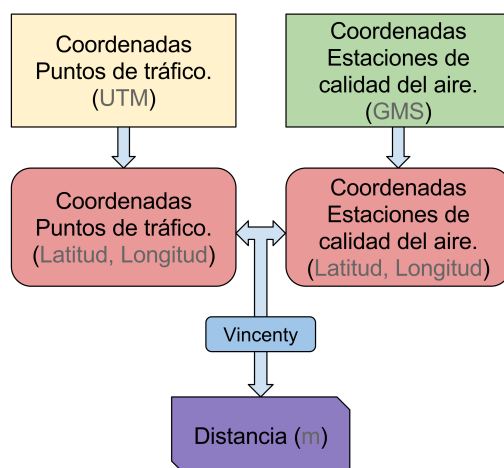 Coordenadas
Puntos de tráfico.
(UTM)
Coordenadas
Estaciones de
calidad del aire.
(GMS)
Coordenadas
Puntos de tráfico.
(Latitud, Longitud)
Coordenadas
Estaciones de
calidad del aire.
(Latitud, Longitud)
Vincenty
Distancia (m)